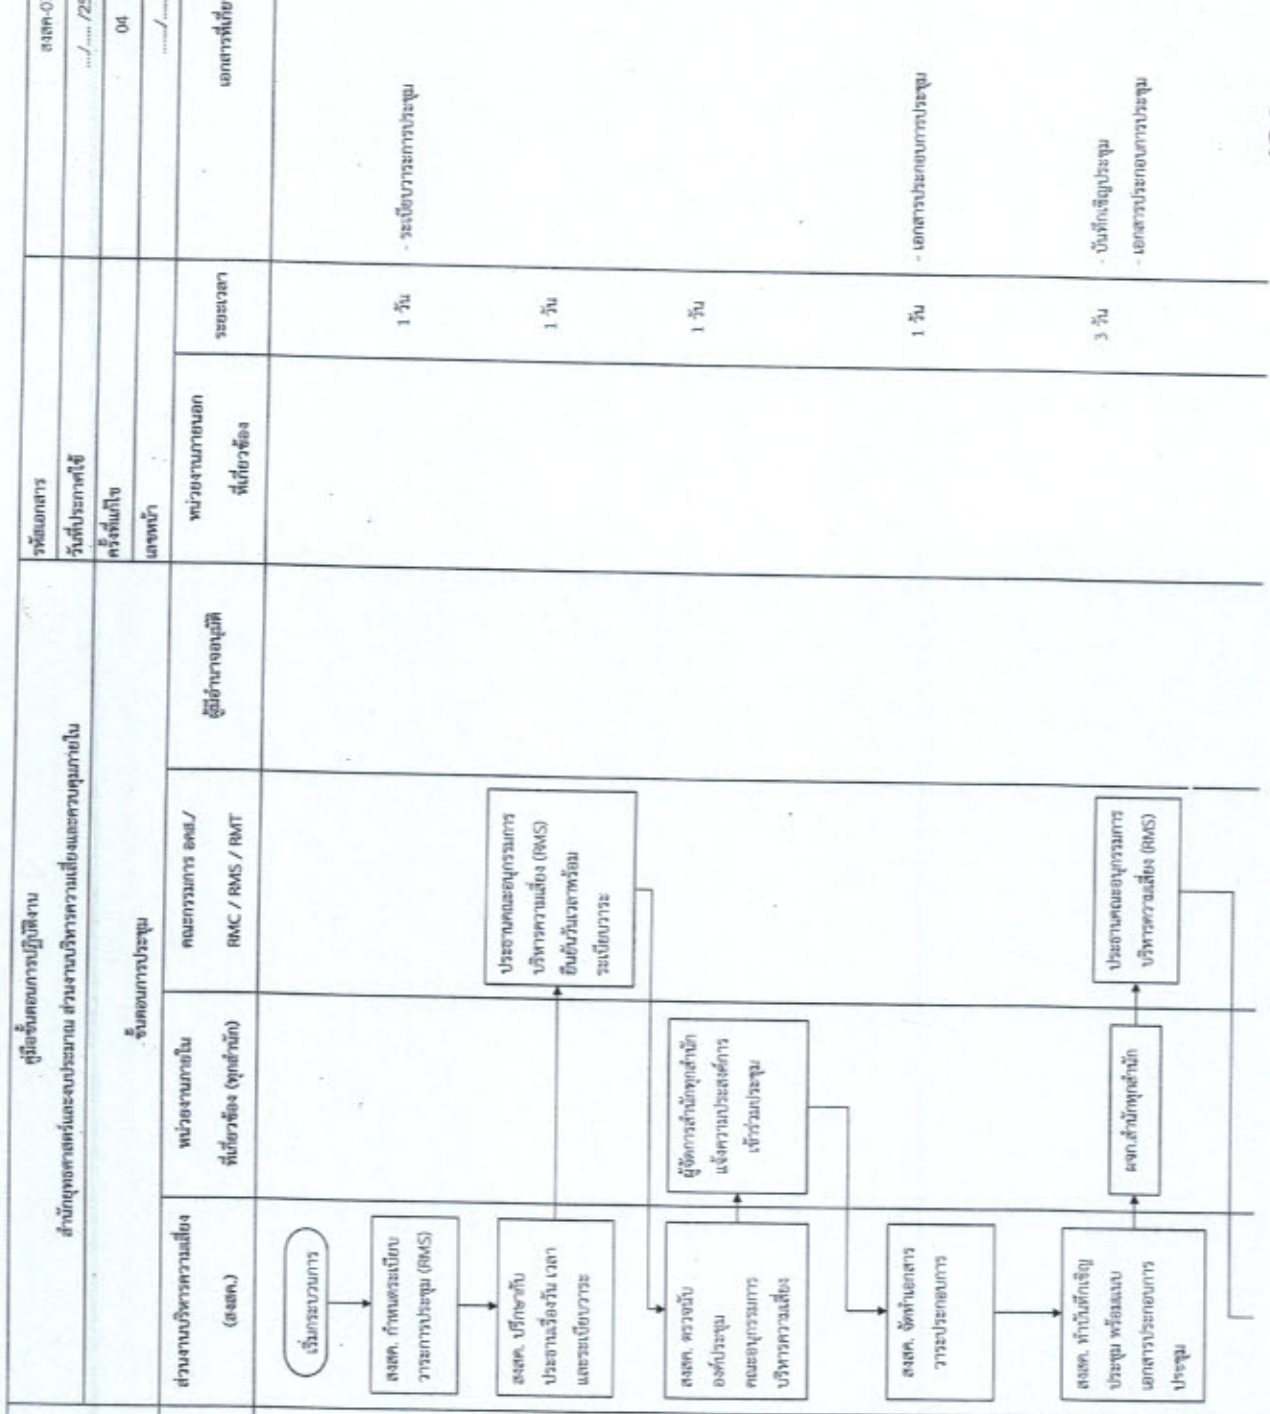 คู่มือขั้นตอนการปฏิบัติงาน
รหัสเอกสาร
สำนักยุทธศาสตร์และงบประมาณ ส่วนงานบริหารความเสี่ยงและควบคุมภายใน
วันที่ประกาศใช้
ขั้นตอนการประชุม
ครั้งที่แก้ไข
04
เลขหน้า
ส่วนงานบริหารความเสี่ยง
(สงสค.)
หน่วยงานภายใน
ที่เกี่ยวข้อง (ทุกสำนัก)
คณะกรรมการ อคส./
RMC / RMS / RMT
ผู้มีอำนาจอนุมัติ
หน่วยงานภายนอก
ที่เกี่ยวข้อง
ระยะเวลา
เริ่มกระบวนการ
สงสค. กำหนดระเบียบ
วาระการประชุม (RMS)
1 วัน
- ระเบียบวาระการประชุม
สงสค. ปรึกษากับ
ประธานเรื่องวัน เวลา
และระเบียบวาระ
ประธานคณะอนุกรรมการ
บริหารความเสี่ยง (RMS)
ยืนยันวันเวลาพร้อม
ระเบียบวาระ
1 วัน
สงสค. ตรวจนับ
องค์ประชุม
คณะอนุกรรมการ
บริหารความเสี่ยง
ผู้จัดการสำนักทุกสำนัก
แจ้งความประสงค์การ
เข้าร่วมประชุม
1 วัน
สงสค. จัดทำเอกสาร
วาระประกอบการ
1 วัน
- เอกสารประกอบการประชุม
สงสค. ทำบันทึกเชิญ
ประชุม พร้อมแนบ
เอกสารประกอบการ
ประชุม
ผจก.สำนักทุกสำนัก
ประธานคณะอนุกรรมการ
บริหารความเสี่ยง (RMS)
3 วัน
- บันทึกเชิญประชุม
- เอกสารประกอบการประชุม